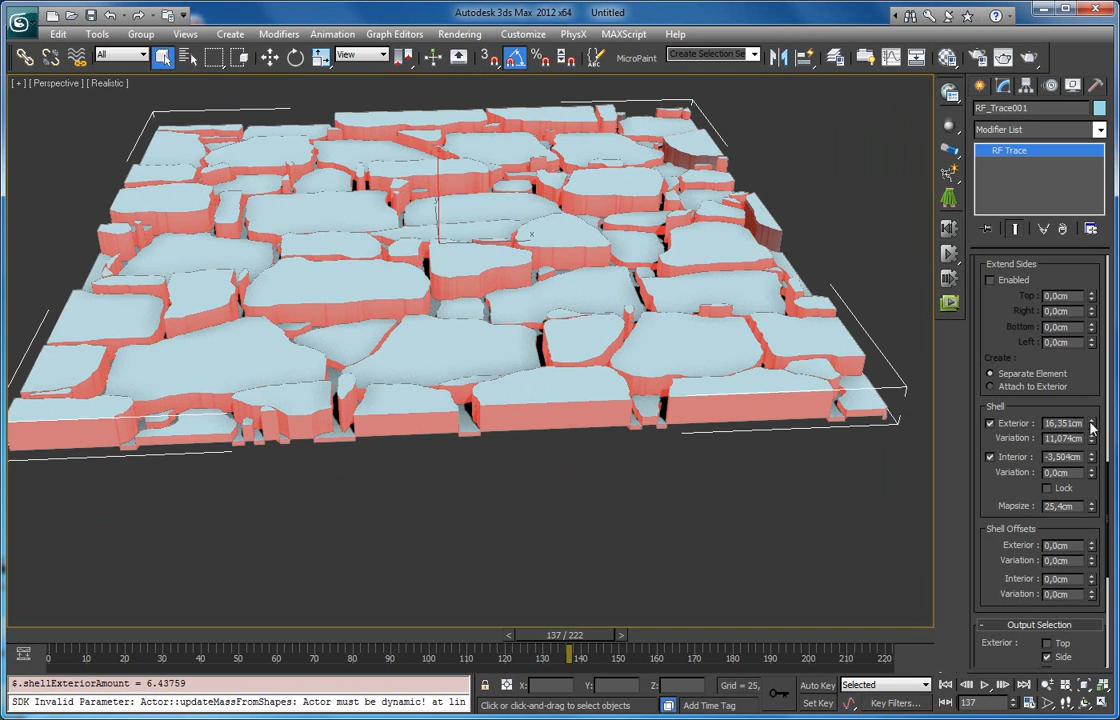 Autodesk 3ds Max 2012 x64 Untitled
Edit Tools Group Views Create Modifiers Animation Graph Editors Rendering Customize PhysX MAXScript Help
All View 3 MicroPaint Create Selection Se
[ + ] [ Perspective ] [ Realistic ]
x
RF_Trace001
Modifier List
RF Trace
Extend Sides
Enabled
Top : 0,0cm
Right : 0,0cm
Bottom : 0,0cm
Left : 0,0cm
Create :
Separate Element
Attach to Exterior
Shell
Exterior : 16,351cm
Variation : 11,074cm
Interior : -3,504cm
Variation : 0,0cm
Lock
Mapsize : 25,4cm
Shell Offsets
Exterior : 0,0cm
Variation : 0,0cm
Interior : 0,0cm
Variation : 0,0cm
- Output Selection
Exterior : Top
Side
< 137 / 222 >
0 10 20 30 40 50 60 70 80 90 100 110 120 130 140 150 160 170 180 190 200 210 220
$.shellExteriorAmount = 6.43759
SDK Invalid Parameter: Actor::updateMassFromShapes: Actor must be dynamic! at lin
X: Y: Z: Grid = 25,
Click or click-and-drag to select objects
Add Time Tag
Auto Key Selected
Set Key Key Filters...
137